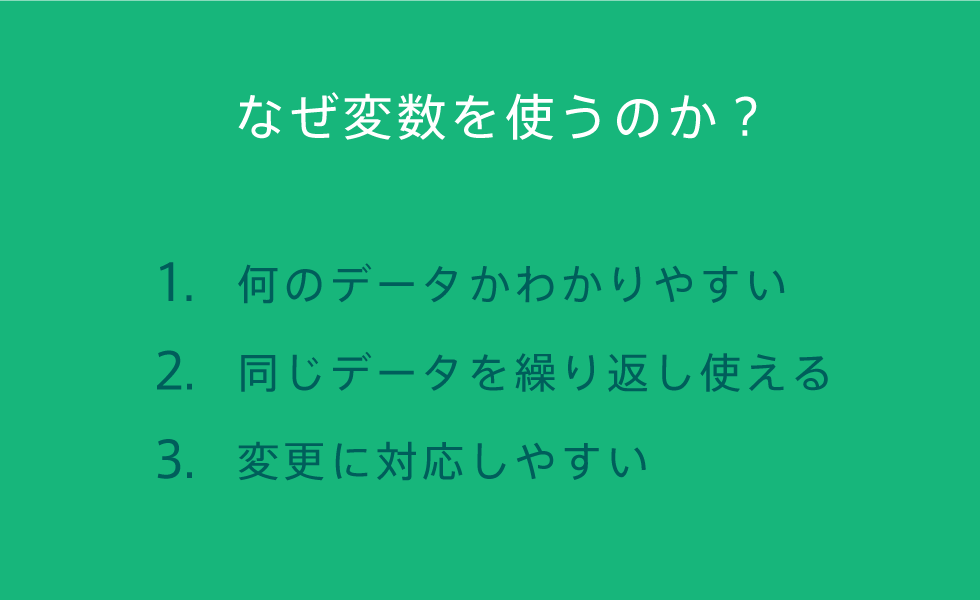 なぜ変数を使うのか？
1. 何のデータかわかりやすい
2. 同じデータを繰り返し使える
3. 変更に対応しやすい